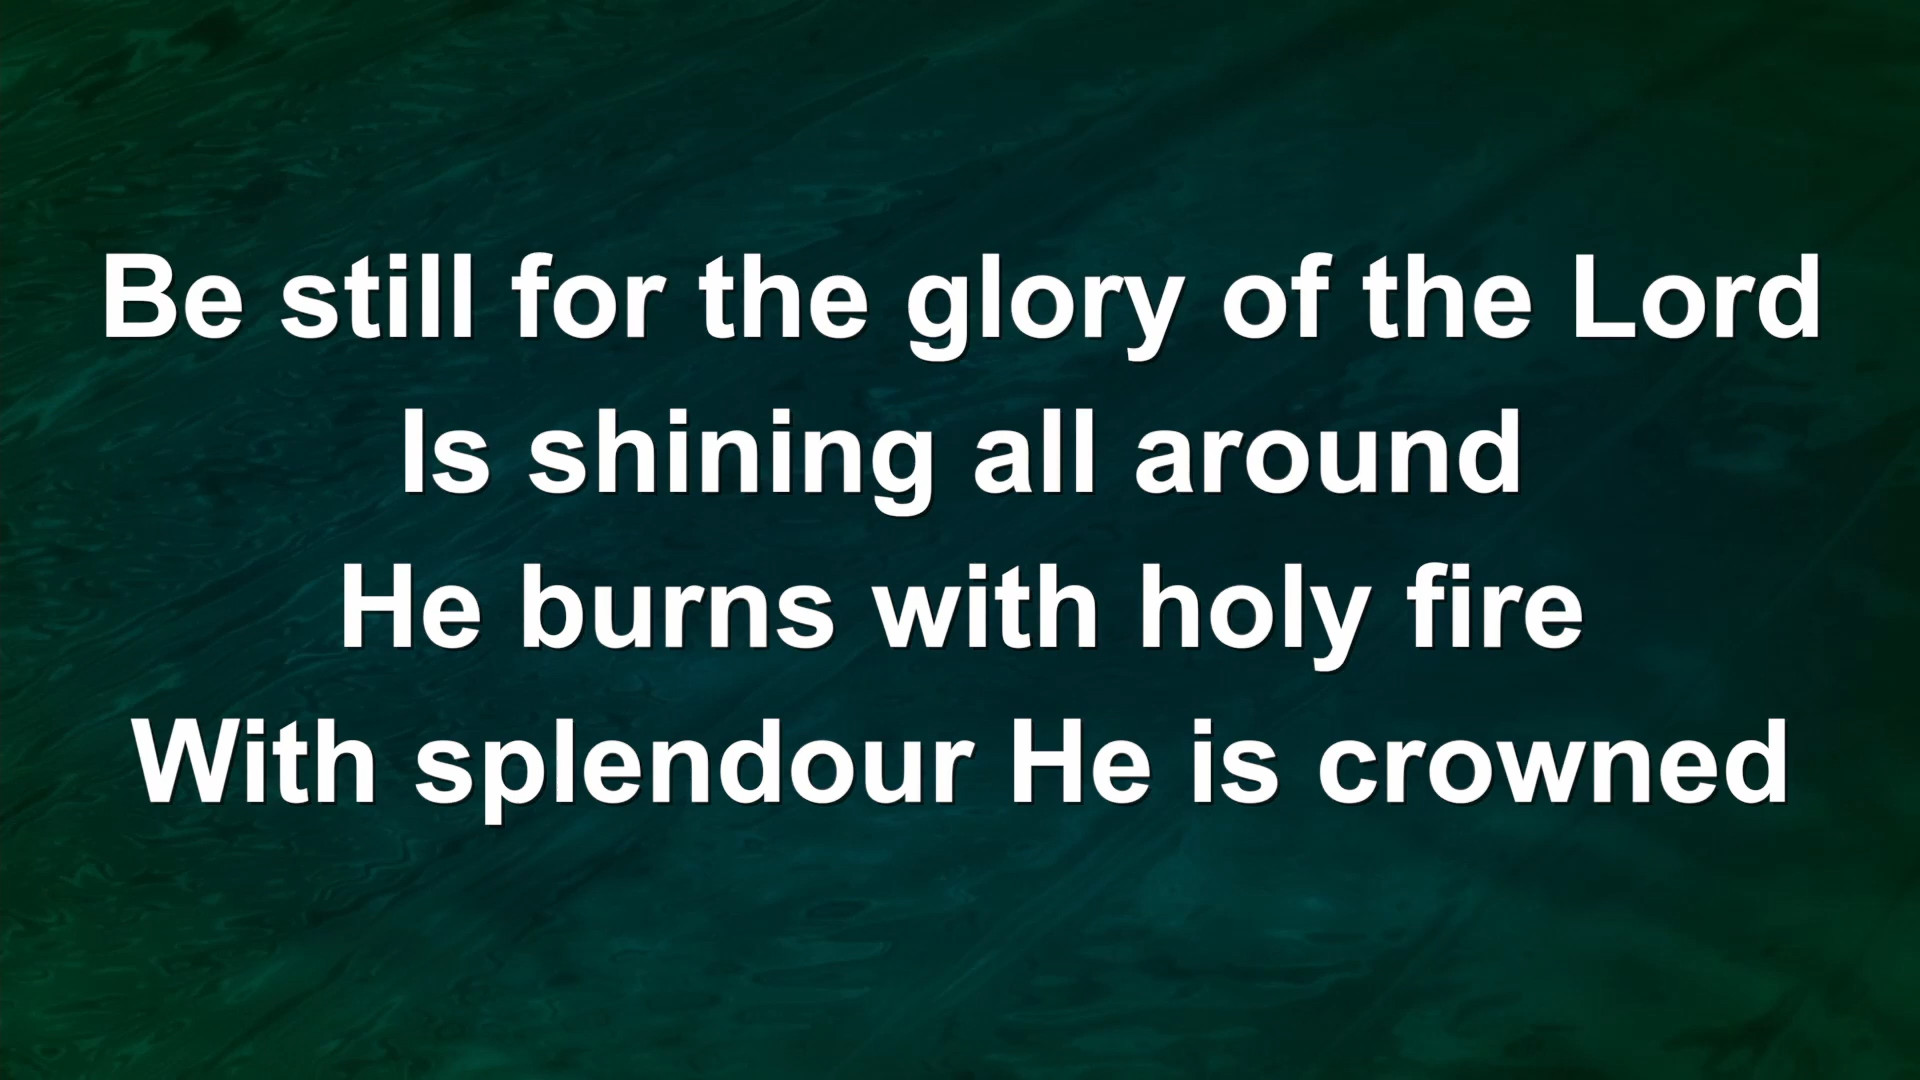 Be still for the glory of the Lord
Is shining all around
He burns with holy fire
With splendour He is crowned